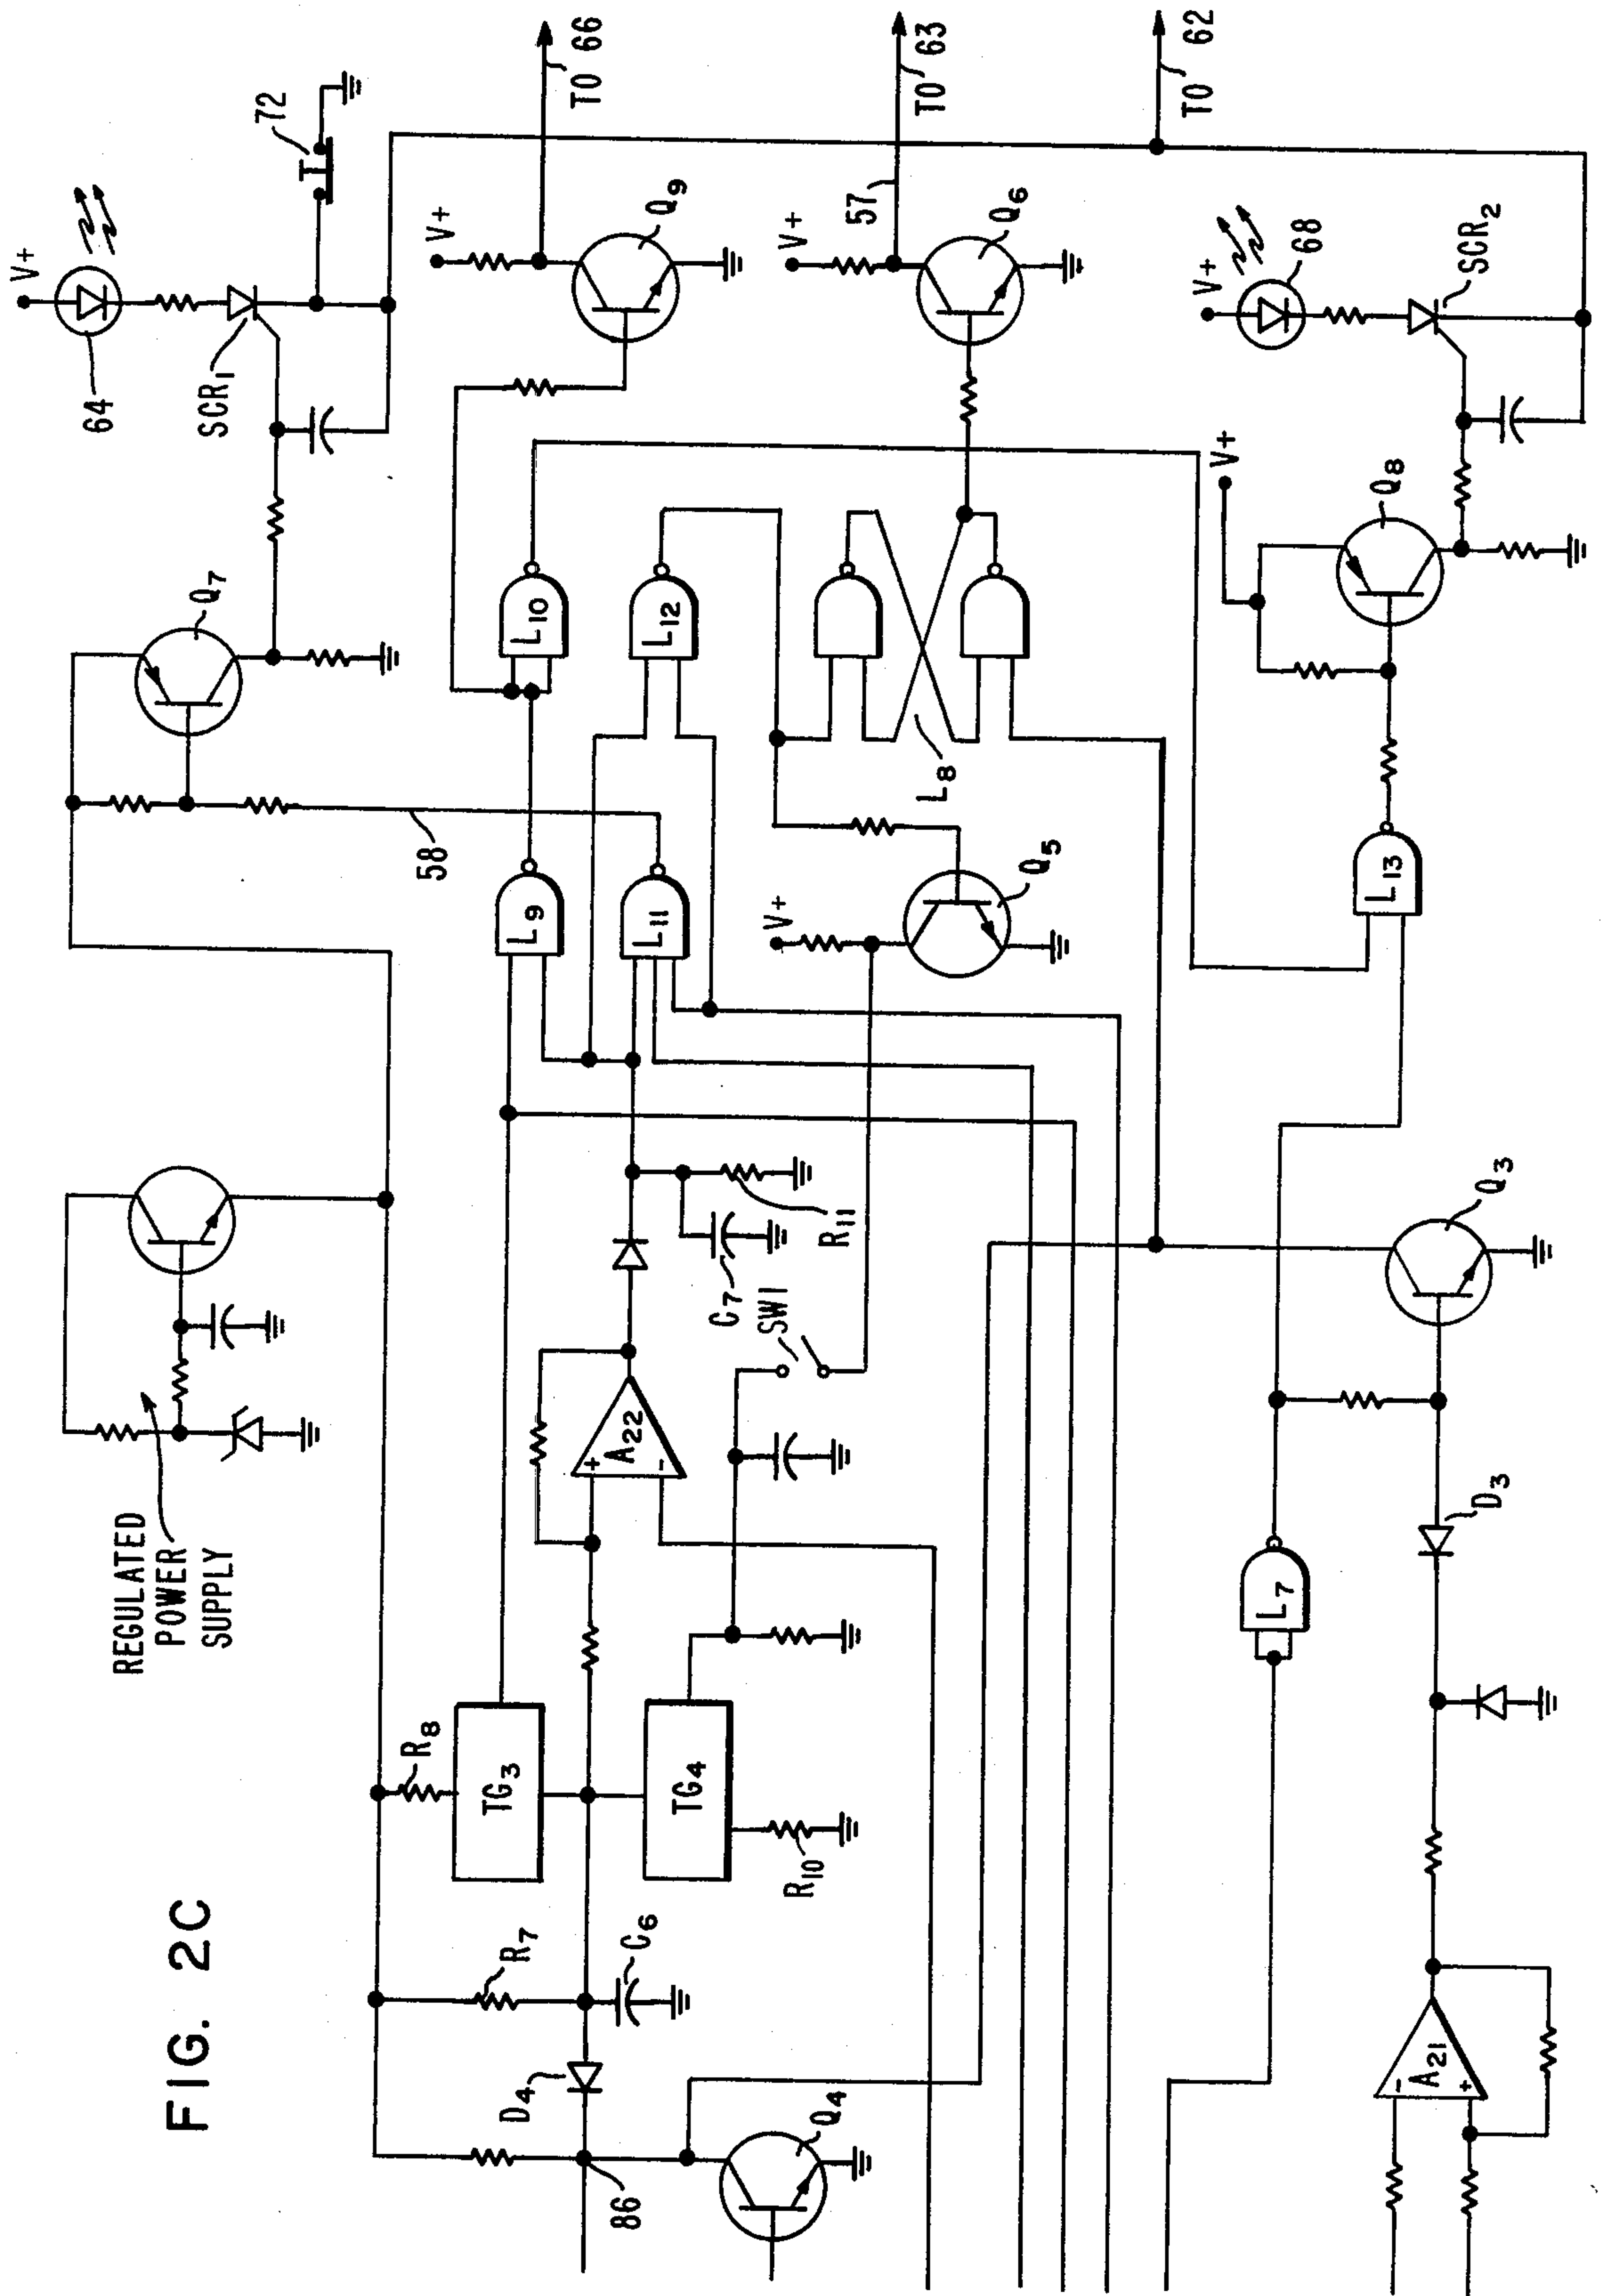 FIG. 2C
REGULATED
POWER
SUPPLY
V+
64
SCR1
72
Q7
58
V+
TO 66
Q9
V+
57
TO 63
Q6
TO 62
V+
68
SCR2
V+
Q8
L10
L12
L8
L9
L11
V+
Q5
L13
R8
TG3
TG4
R10
A22
+
-
C7
R11
SW1
R7
C6
D4
86
Q4
L7
Q3
D3
A21
-
+